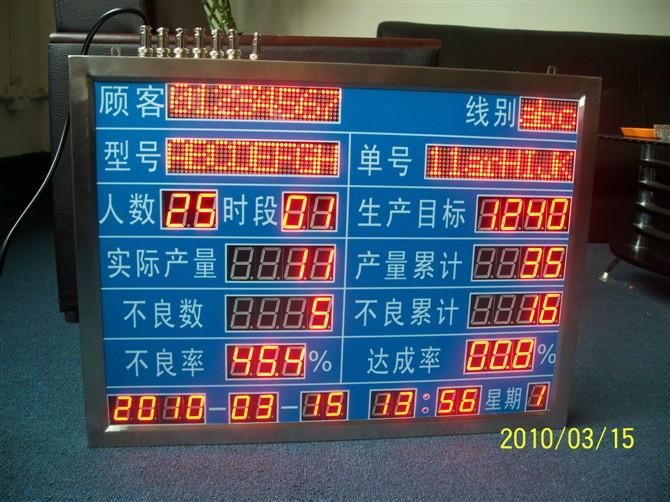 顾客 01234567 线别 abc
型号 单号
人数 25 时段 01 生产目标 1240
实际产量 11 产量累计 35
不良数 5 不良累计 16
不良率 45.4% 达成率 00.8%
2010-03-15 13:56 星期 1
2010/03/15